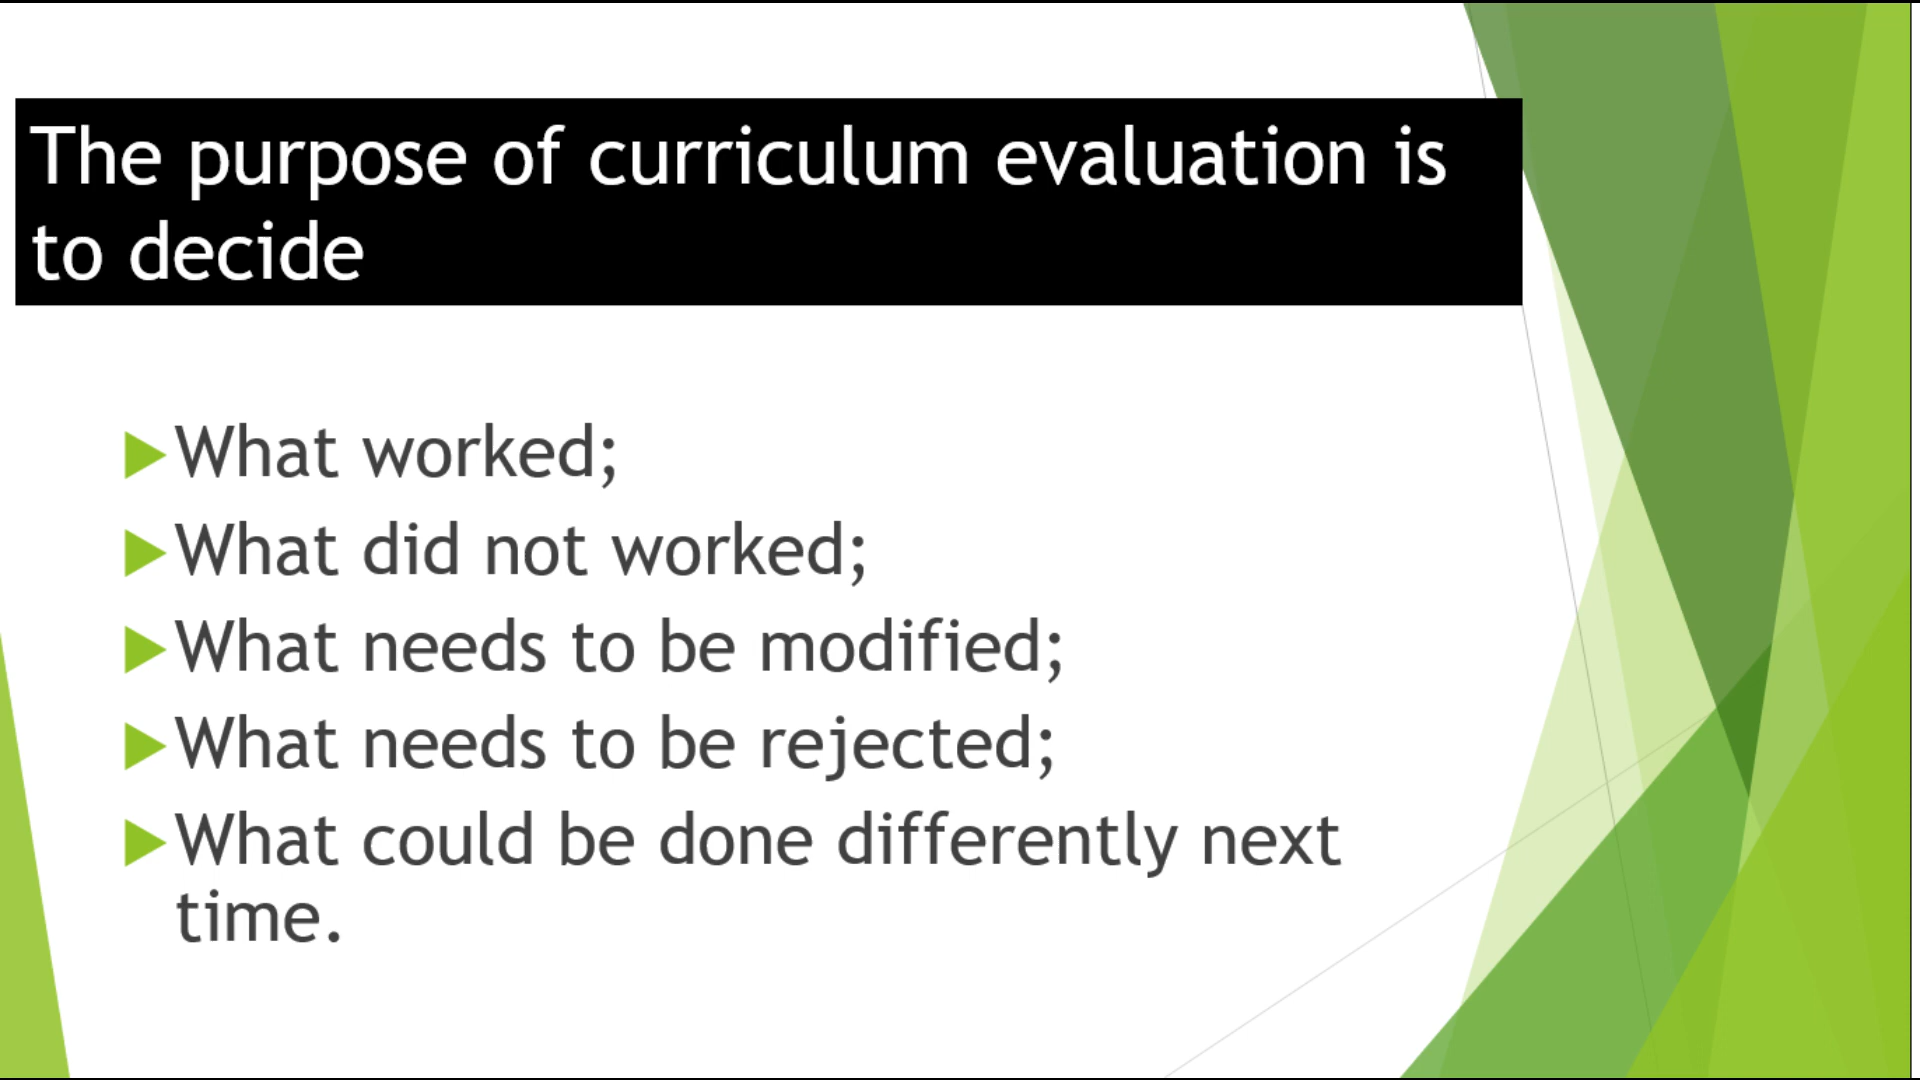 The purpose of curriculum evaluation is
to decide
What worked;
What did not worked;
What needs to be modified;
What needs to be rejected;
What could be done differently next
time.